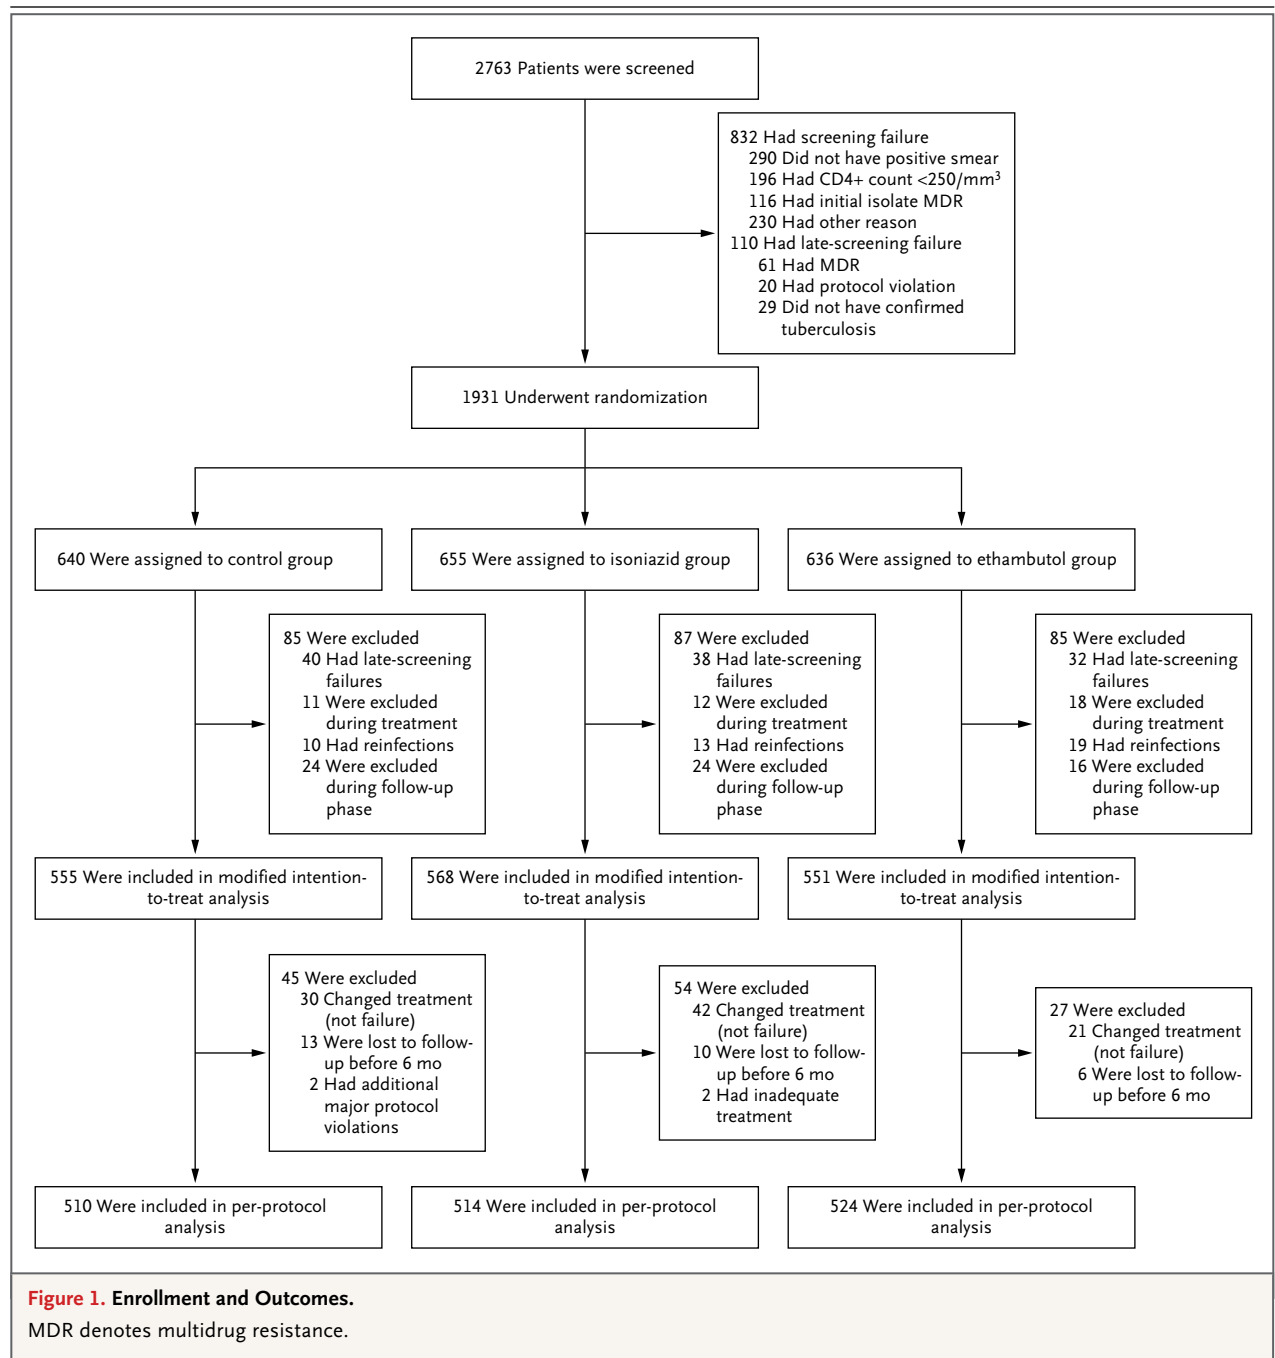 2763 Patients were screened
832 Had screening failure
290 Did not have positive smear
196 Had CD4+ count <250/mm³
116 Had initial isolate MDR
230 Had other reason
110 Had late-screening failure
61 Had MDR
20 Had protocol violation
29 Did not have confirmed
tuberculosis
1931 Underwent randomization
640 Were assigned to control group
655 Were assigned to isoniazid group
636 Were assigned to ethambutol group
85 Were excluded
40 Had late-screening
failures
11 Were excluded
during treatment
10 Had reinfections
24 Were excluded
during follow-up
phase
87 Were excluded
38 Had late-screening
failures
12 Were excluded
during treatment
13 Had reinfections
24 Were excluded
during follow-up
phase
85 Were excluded
32 Had late-screening
failures
18 Were excluded
during treatment
19 Had reinfections
16 Were excluded
during follow-up
phase
555 Were included in modified intention-
to-treat analysis
568 Were included in modified intention-
to-treat analysis
551 Were included in modified intention-
to-treat analysis
45 Were excluded
30 Changed treatment
(not failure)
13 Were lost to follow-
up before 6 mo
2 Had additional
major protocol
violations
54 Were excluded
42 Changed treatment
(not failure)
10 Were lost to follow-
up before 6 mo
2 Had inadequate
treatment
27 Were excluded
21 Changed treatment
(not failure)
6 Were lost to follow-
up before 6 mo
510 Were included in per-protocol
analysis
514 Were included in per-protocol
analysis
524 Were included in per-protocol
analysis
Figure 1. Enrollment and Outcomes.
MDR denotes multidrug resistance.